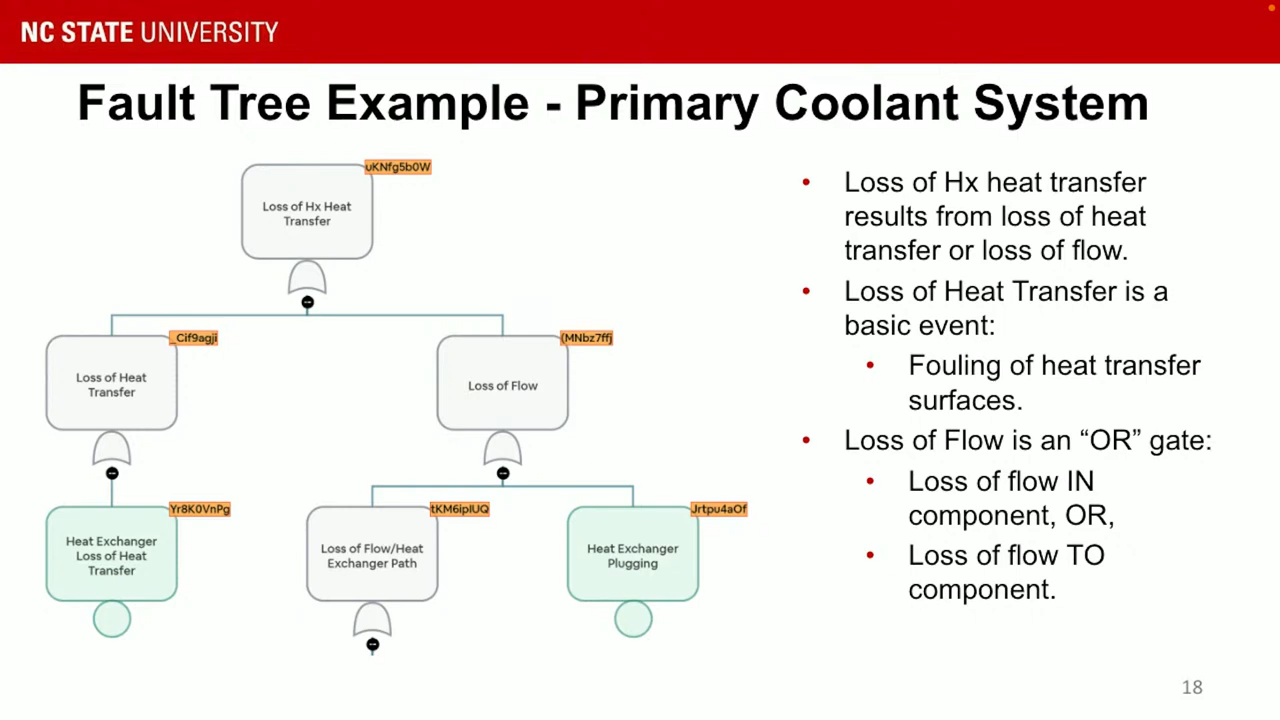 NC STATE UNIVERSITY
Fault Tree Example - Primary Coolant System
uKNfg5b0W
Loss of Hx Heat
Transfer
_Cif9agji
Loss of Heat
Transfer
(MNbz7ffj
Loss of Flow
Yr8K0VnPg
Heat Exchanger
Loss of Heat
Transfer
tKM6ipIUQ
Loss of Flow/Heat
Exchanger Path
Jrtpu4aOf
Heat Exchanger
Plugging
• Loss of Hx heat transfer
results from loss of heat
transfer or loss of flow.
• Loss of Heat Transfer is a
basic event:
• Fouling of heat transfer
surfaces.
• Loss of Flow is an “OR” gate:
• Loss of flow IN
component, OR,
• Loss of flow TO
component.
18